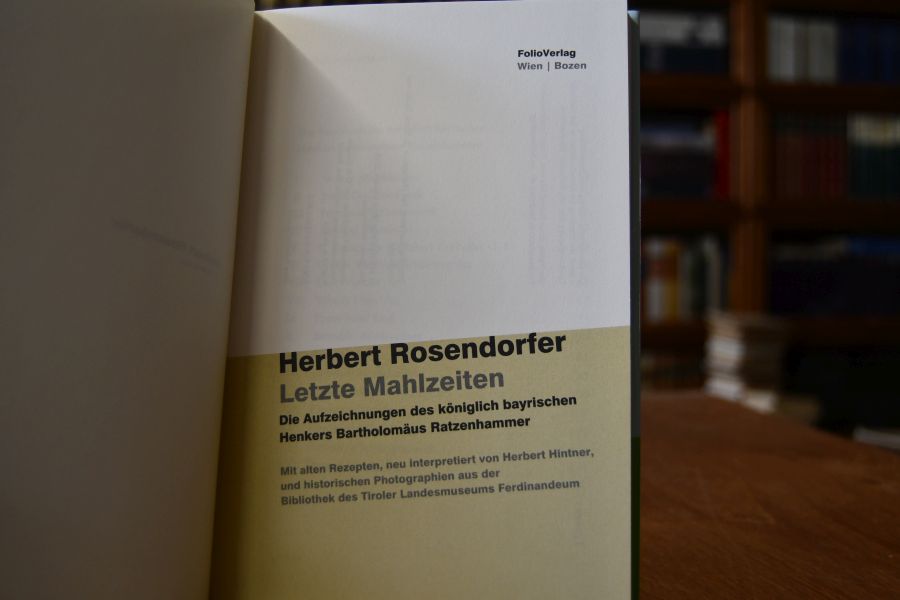 FolioVerlag
Wien | Bozen
Herbert Rosendorfer
Letzte Mahlzeiten
Die Aufzeichnungen des königlich bayrischen
Henkers Bartholomäus Ratzenhammer
Mit alten Rezepten, neu interpretiert von Herbert Hintner,
und historischen Photographien aus der
Bibliothek des Tiroler Landesmuseums Ferdinandeum